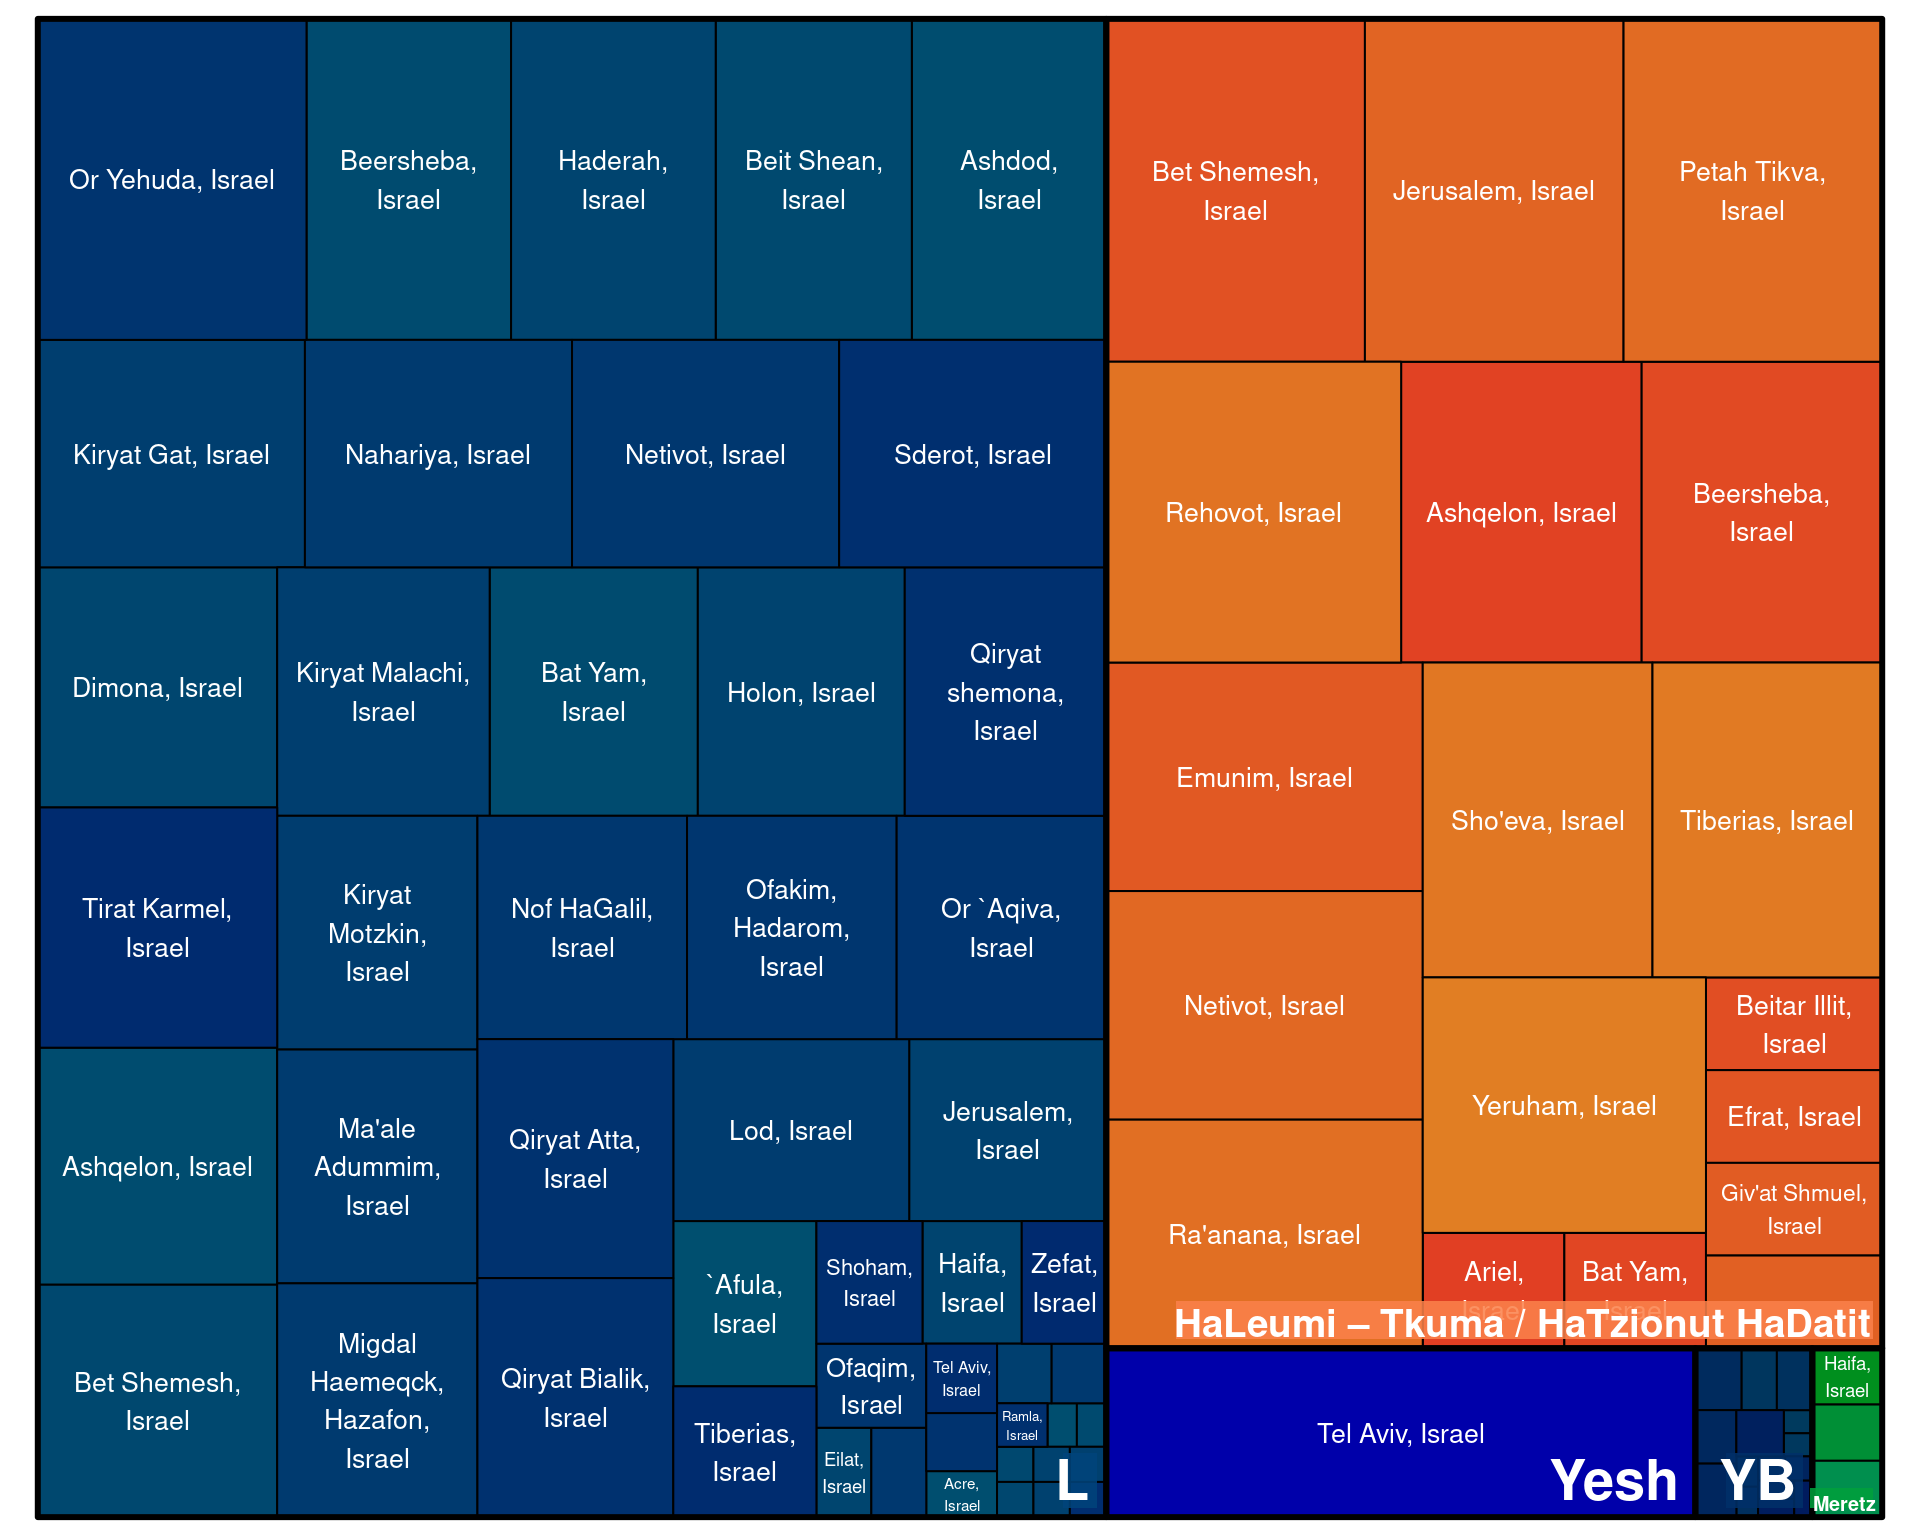 Or Yehuda, Israel
Beersheba,
Israel
Haderah,
Israel
Beit Shean,
Israel
Ashdod,
Israel
Kiryat Gat, Israel
Nahariya, Israel
Netivot, Israel
Sderot, Israel
Dimona, Israel
Kiryat Malachi,
Israel
Bat Yam,
Israel
Holon, Israel
Qiryat
shemona,
Israel
Tirat Karmel,
Israel
Kiryat
Motzkin,
Israel
Nof HaGalil,
Israel
Ofakim,
Hadarom,
Israel
Or `Aqiva,
Israel
Ashqelon, Israel
Ma'ale
Adummim,
Israel
Qiryat Atta,
Israel
Lod, Israel
Jerusalem,
Israel
Bet Shemesh,
Israel
Migdal
Haemeqck,
Hazafon,
Israel
Qiryat Bialik,
Israel
`Afula,
Israel
Tiberias,
Israel
Shoham,
Israel
Haifa,
Israel
Zefat,
Israel
Ofaqim,
Israel
Tel Aviv,
Israel
Eilat,
Israel
Acre,
Israel
Ramla,
Israel
L
Bet Shemesh,
Israel
Jerusalem, Israel
Petah Tikva,
Israel
Rehovot, Israel
Ashqelon, Israel
Beersheba,
Israel
Emunim, Israel
Sho'eva, Israel
Tiberias, Israel
Netivot, Israel
Yeruham, Israel
Beitar Illit,
Israel
Efrat, Israel
Giv'at Shmuel,
Israel
Ra'anana, Israel
Ariel,
Israel
Bat Yam,
Israel
HaLeumi – Tkuma / HaTzionut HaDatit
Tel Aviv, Israel
Yesh
YB
Haifa,
Israel
Meretz